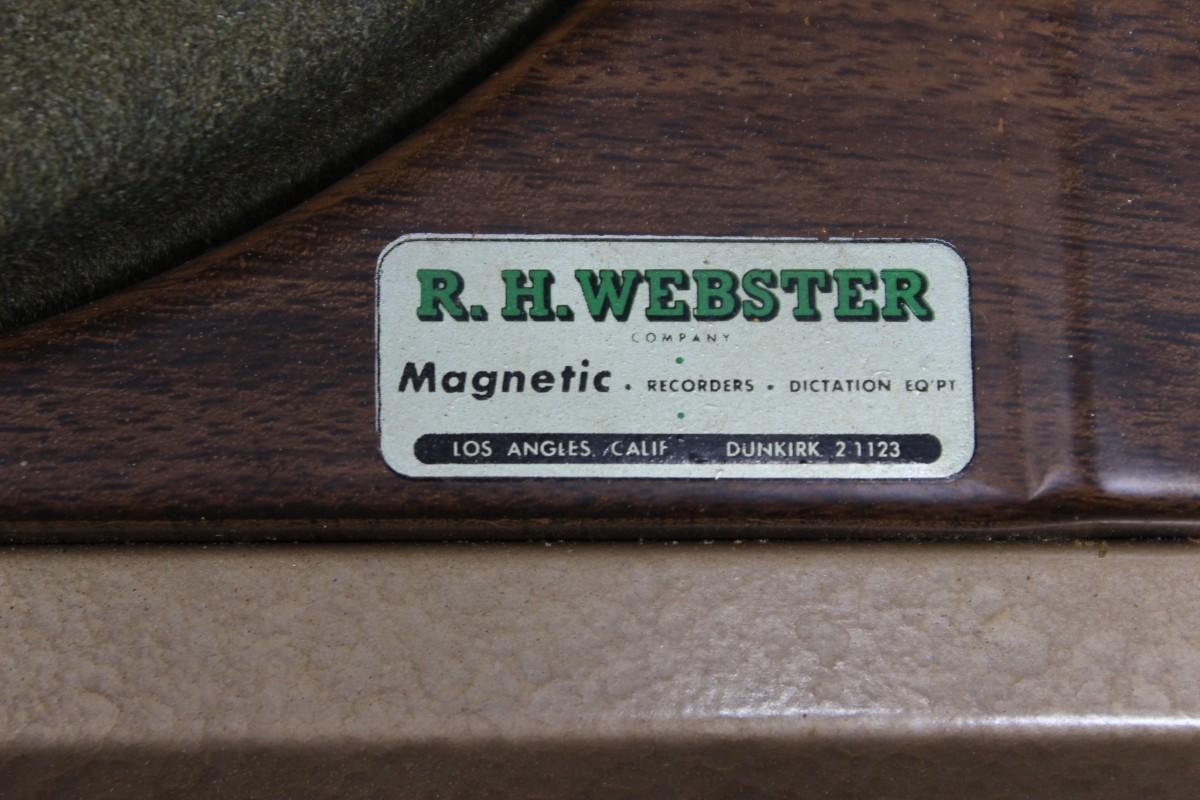 R. H. WEBSTER
COMPANY
Magnetic • RECORDERS • DICTATION EQ'PT
LOS ANGLES, CALIF DUNKIRK 2 1123